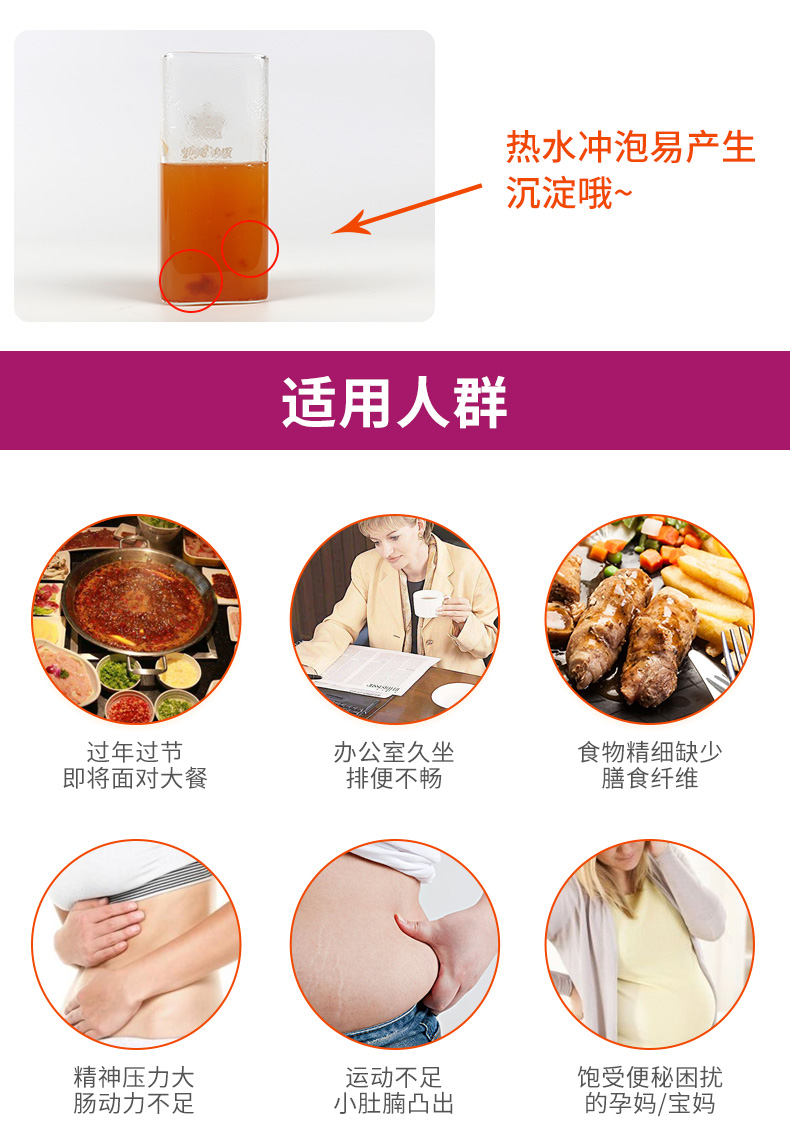 热水冲泡易产生
沉淀哦~
适用人群
过年过节
即将面对大餐
办公室久坐
排便不畅
食物精细缺少
膳食纤维
精神压力大
肠动力不足
运动不足
小肚腩凸出
饱受便秘困扰
的孕妈/宝妈